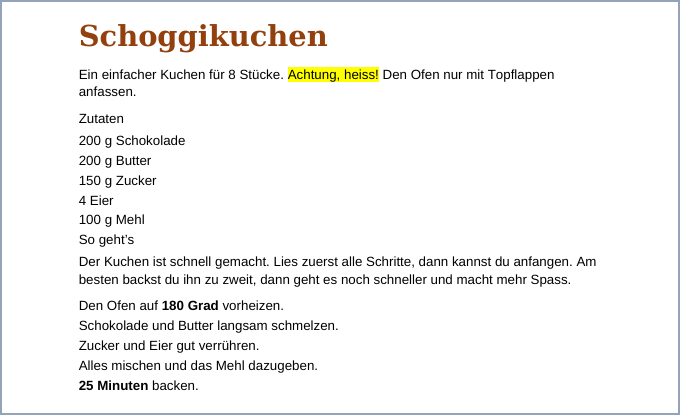 Schoggikuchen
Ein einfacher Kuchen für 8 Stücke. Achtung, heiss! Den Ofen nur mit Topflappen
anfassen.
Zutaten
200 g Schokolade
200 g Butter
150 g Zucker
4 Eier
100 g Mehl
So geht’s
Der Kuchen ist schnell gemacht. Lies zuerst alle Schritte, dann kannst du anfangen. Am
besten backst du ihn zu zweit, dann geht es noch schneller und macht mehr Spass.
Den Ofen auf 180 Grad vorheizen.
Schokolade und Butter langsam schmelzen.
Zucker und Eier gut verrühren.
Alles mischen und das Mehl dazugeben.
25 Minuten backen.